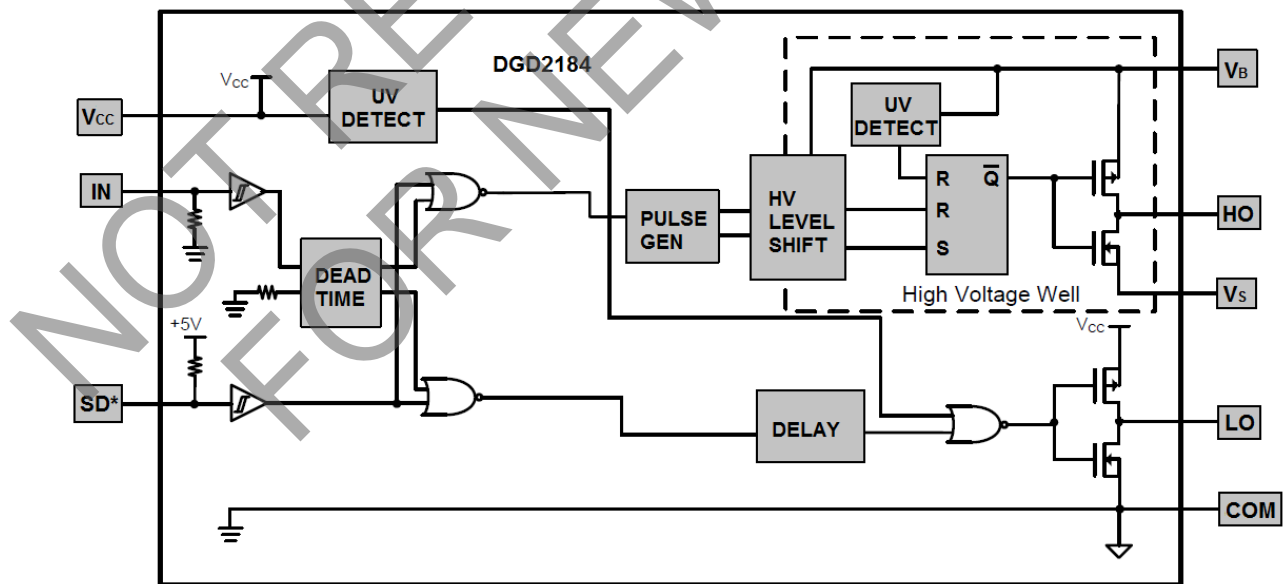 NOT RE
FOR NEW
DGD2184
VCC
VCC
UV
DETECT
VB
UV
DETECT
IN
PULSE
GEN
HV
LEVEL
SHIFT
R
Q
R
S
HO
DEAD
TIME
High Voltage Well
VS
+5V
VCC
SD*
DELAY
LO
COM